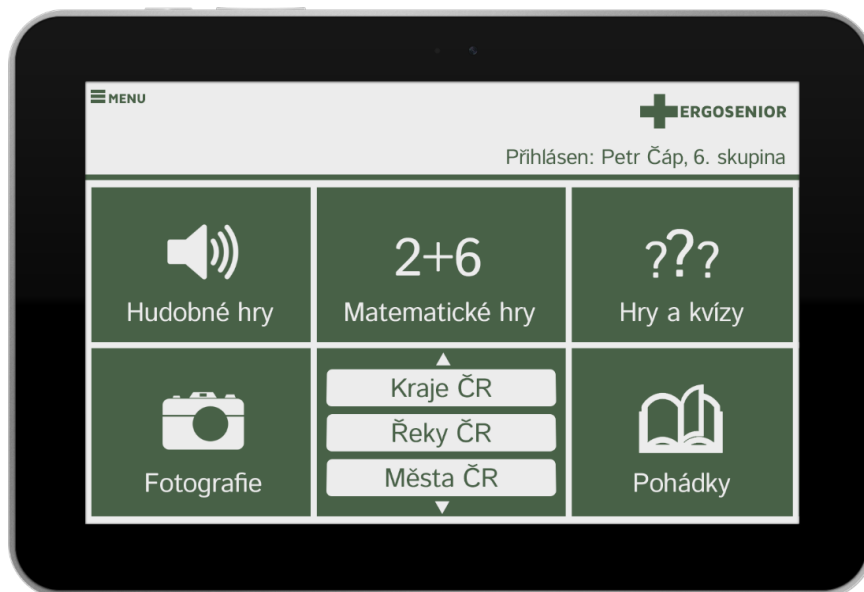 MENU
ERGOSENIOR
Přihlásen: Petr Čáp, 6. skupina
Hudobné hry
2+6
Matematické hry
???
Hry a kvízy
Fotografie
Kraje ČR
Řeky ČR
Města ČR
Pohádky